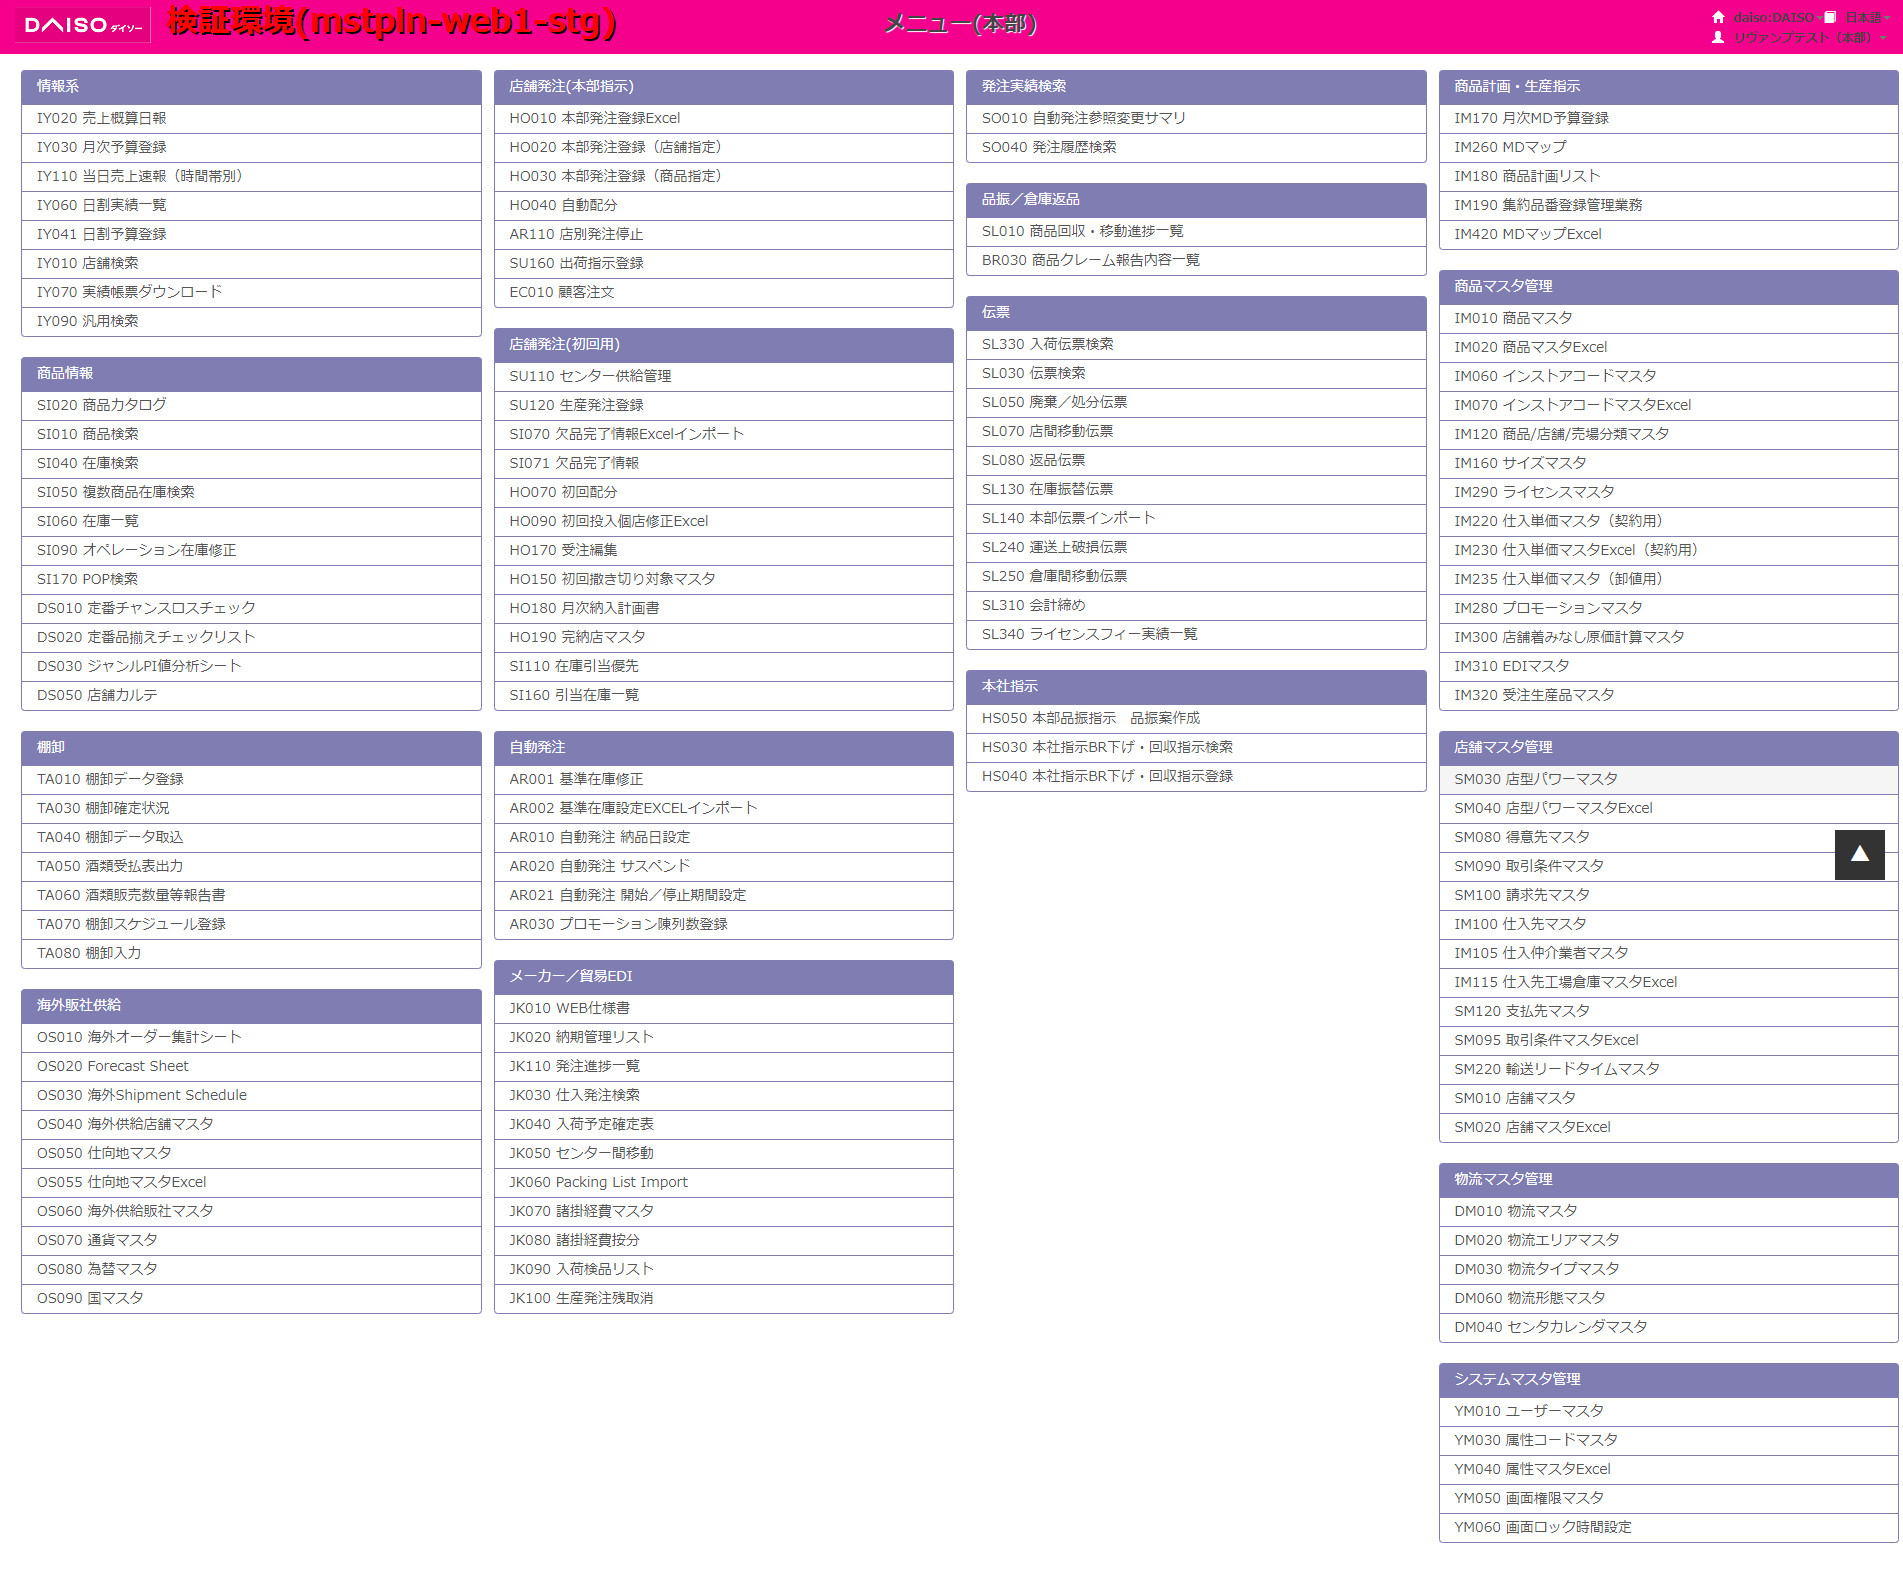 DAISO ダイソー
検証環境(mstpln-web1-stg)
メニュー(本部)
daiso:DAISO
日本語
リヴァンプテスト（本部）
情報系
IY020 売上概算日報
IY030 月次予算登録
IY110 当日売上速報（時間帯別）
IY060 日割実績一覧
IY041 日割予算登録
IY010 店舗検索
IY070 実績帳票ダウンロード
IY090 汎用検索
商品情報
SI020 商品カタログ
SI010 商品検索
SI040 在庫検索
SI050 複数商品在庫検索
SI060 在庫一覧
SI090 オペレーション在庫修正
SI170 POP検索
DS010 定番チャンスロスチェック
DS020 定番品揃えチェックリスト
DS030 ジャンルPI値分析シート
DS050 店舗カルテ
棚卸
TA010 棚卸データ登録
TA030 棚卸確定状況
TA040 棚卸データ取込
TA050 酒類受払表出力
TA060 酒類販売数量等報告書
TA070 棚卸スケジュール登録
TA080 棚卸入力
海外販社供給
OS010 海外オーダー集計シート
OS020 Forecast Sheet
OS030 海外Shipment Schedule
OS040 海外供給店舗マスタ
OS050 仕向地マスタ
OS055 仕向地マスタExcel
OS060 海外供給販社マスタ
OS070 通貨マスタ
OS080 為替マスタ
OS090 国マスタ
店舗発注(本部指示)
HO010 本部発注登録Excel
HO020 本部発注登録（店舗指定）
HO030 本部発注登録（商品指定）
HO040 自動配分
AR110 店別発注停止
SU160 出荷指示登録
EC010 顧客注文
店舗発注(初回用)
SU110 センター供給管理
SU120 生産発注登録
SI070 欠品完了情報Excelインポート
SI071 欠品完了情報
HO070 初回配分
HO090 初回投入個店修正Excel
HO170 受注編集
HO150 初回撒き切り対象マスタ
HO180 月次納入計画書
HO190 完納店マスタ
SI110 在庫引当優先
SI160 引当在庫一覧
自動発注
AR001 基準在庫修正
AR002 基準在庫設定EXCELインポート
AR010 自動発注 納品日設定
AR020 自動発注 サスペンド
AR021 自動発注 開始／停止期間設定
AR030 プロモーション陳列数登録
メーカー／貿易EDI
JK010 WEB仕様書
JK020 納期管理リスト
JK110 発注進捗一覧
JK030 仕入発注検索
JK040 入荷予定確定表
JK050 センター間移動
JK060 Packing List Import
JK070 諸掛経費マスタ
JK080 諸掛経費按分
JK090 入荷検品リスト
JK100 生産発注残取消
発注実績検索
SO010 自動発注参照変更サマリ
SO040 発注履歴検索
品振／倉庫返品
SL010 商品回収・移動進捗一覧
BR030 商品クレーム報告内容一覧
伝票
SL330 入荷伝票検索
SL030 伝票検索
SL050 廃棄／処分伝票
SL070 店間移動伝票
SL080 返品伝票
SL130 在庫振替伝票
SL140 本部伝票インポート
SL240 運送上破損伝票
SL250 倉庫間移動伝票
SL310 会計締め
SL340 ライセンスフィー実績一覧
本社指示
HS050 本部品振指示　品振案作成
HS030 本社指示BR下げ・回収指示検索
HS040 本社指示BR下げ・回収指示登録
商品計画・生産指示
IM170 月次MD予算登録
IM260 MDマップ
IM180 商品計画リスト
IM190 集約品番登録管理業務
IM420 MDマップExcel
商品マスタ管理
IM010 商品マスタ
IM020 商品マスタExcel
IM060 インストアコードマスタ
IM070 インストアコードマスタExcel
IM120 商品/店舗/売場分類マスタ
IM160 サイズマスタ
IM290 ライセンスマスタ
IM220 仕入単価マスタ（契約用）
IM230 仕入単価マスタExcel（契約用）
IM235 仕入単価マスタ（卸値用）
IM280 プロモーションマスタ
IM300 店舗着みなし原価計算マスタ
IM310 EDIマスタ
IM320 受注生産品マスタ
店舗マスタ管理
SM030 店型パワーマスタ
SM040 店型パワーマスタExcel
SM080 得意先マスタ
SM090 取引条件マスタ
SM100 請求先マスタ
IM100 仕入先マスタ
IM105 仕入仲介業者マスタ
IM115 仕入先工場倉庫マスタExcel
SM120 支払先マスタ
SM095 取引条件マスタExcel
SM220 輸送リードタイムマスタ
SM010 店舗マスタ
SM020 店舗マスタExcel
物流マスタ管理
DM010 物流マスタ
DM020 物流エリアマスタ
DM030 物流タイプマスタ
DM060 物流形態マスタ
DM040 センタカレンダマスタ
システムマスタ管理
YM010 ユーザーマスタ
YM030 属性コードマスタ
YM040 属性マスタExcel
YM050 画面権限マスタ
YM060 画面ロック時間設定